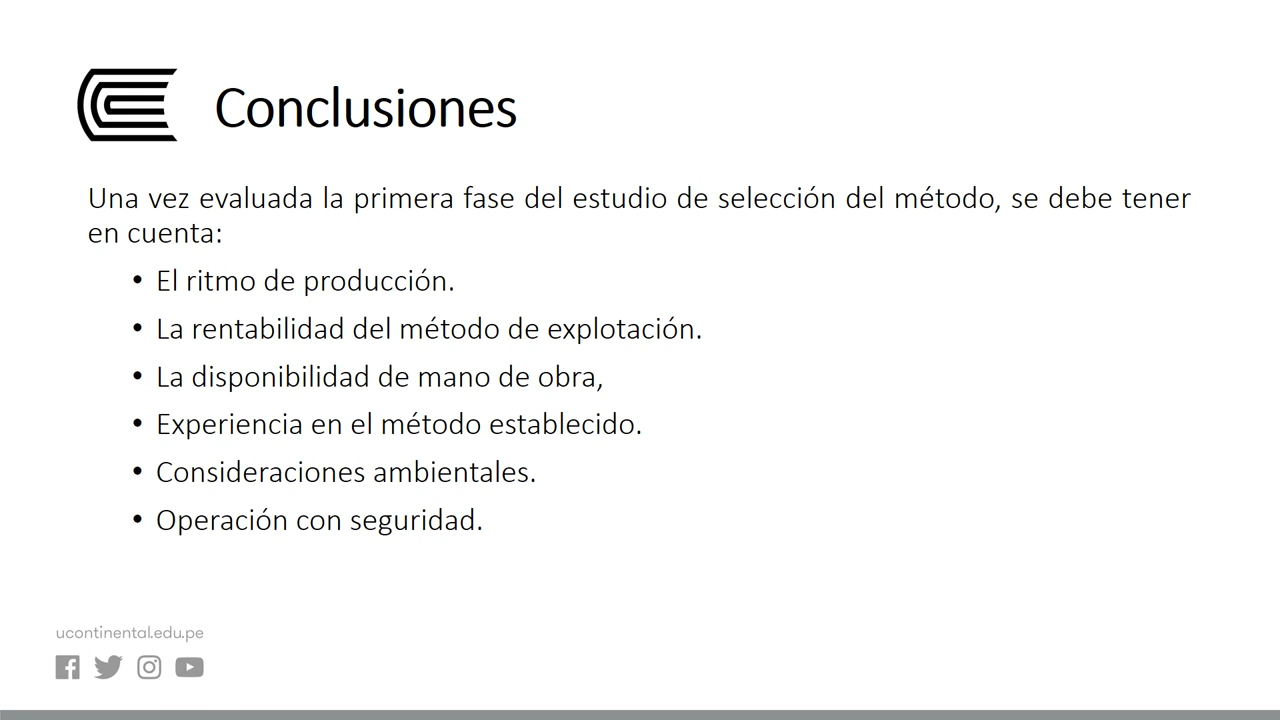 Conclusiones
Una vez evaluada la primera fase del estudio de selección del método, se debe tener
en cuenta:
• El ritmo de producción.
• La rentabilidad del método de explotación.
• La disponibilidad de mano de obra,
• Experiencia en el método establecido.
• Consideraciones ambientales.
• Operación con seguridad.
ucontinental.edu.pe